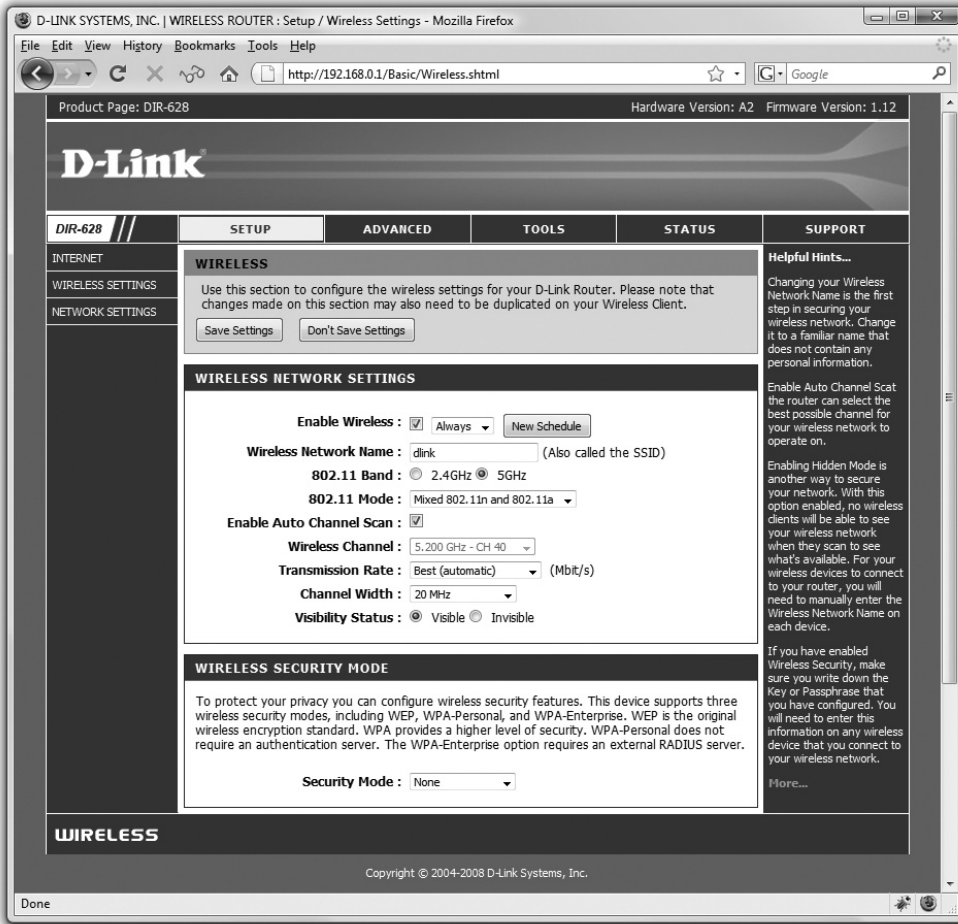 D-LINK SYSTEMS, INC. | WIRELESS ROUTER : Setup / Wireless Settings - Mozilla Firefox
File Edit View History Bookmarks Tools Help
http://192.168.0.1/Basic/Wireless.shtml
G Google
Product Page: DIR-628 Hardware Version: A2 Firmware Version: 1.12
D-Link
DIR-628 SETUP ADVANCED TOOLS STATUS SUPPORT
INTERNET
WIRELESS SETTINGS
NETWORK SETTINGS
WIRELESS
Use this section to configure the wireless settings for your D-Link Router. Please note that
changes made on this section may also need to be duplicated on your Wireless Client.
Save Settings Don't Save Settings
WIRELESS NETWORK SETTINGS
Enable Wireless : Always New Schedule
Wireless Network Name : dlink (Also called the SSID)
802.11 Band : 2.4GHz 5GHz
802.11 Mode : Mixed 802.11n and 802.11a
Enable Auto Channel Scan :
Wireless Channel : 5.200 GHz - CH 40
Transmission Rate : Best (automatic) (Mbit/s)
Channel Width : 20 MHz
Visibility Status : Visible Invisible
WIRELESS SECURITY MODE
To protect your privacy you can configure wireless security features. This device supports three
wireless security modes, including WEP, WPA-Personal, and WPA-Enterprise. WEP is the original
wireless encryption standard. WPA provides a higher level of security. WPA-Personal does not
require an authentication server. The WPA-Enterprise option requires an external RADIUS server.
Security Mode : None
Helpful Hints...
Changing your Wireless
Network Name is the first
step in securing your
wireless network. Change
it to a familiar name that
does not contain any
personal information.
Enable Auto Channel Scat
the router can select the
best possible channel for
your wireless network to
operate on.
Enabling Hidden Mode is
another way to secure
your network. With this
option enabled, no wireless
clients will be able to see
your wireless network
when they scan to see
what's available. For your
wireless devices to connect
to your router, you will
need to manually enter the
Wireless Network Name on
each device.
If you have enabled
Wireless Security, make
sure you write down the
Key or Passphrase that
you have configured. You
will need to enter this
information on any wireless
device that you connect to
your wireless network.
More...
WIRELESS
Copyright © 2004-2008 D-Link Systems, Inc.
Done